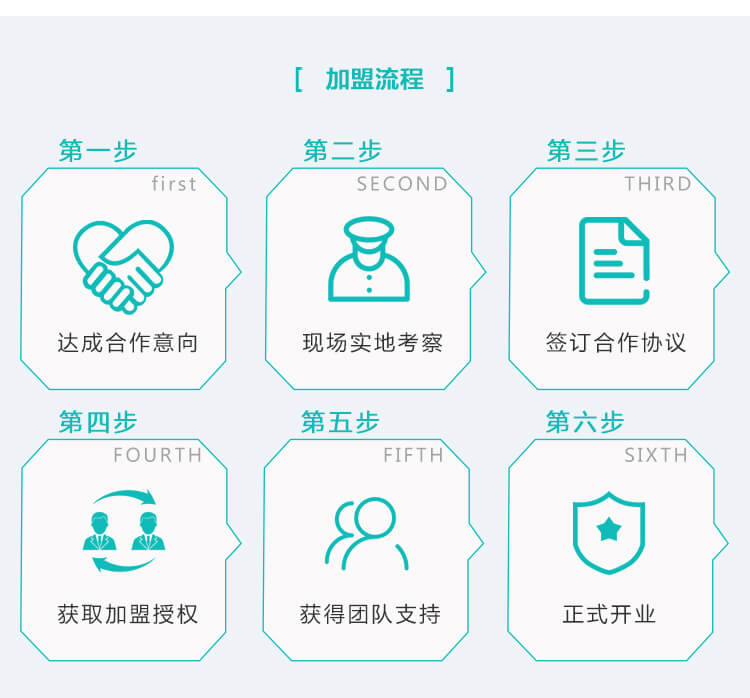 [ 加盟流程 ]
第一步
first
达成合作意向
第二步
SECOND
现场实地考察
第三步
THIRD
签订合作协议
第四步
FOURTH
获取加盟授权
第五步
FIFTH
获得团队支持
第六步
SIXTH
正式开业